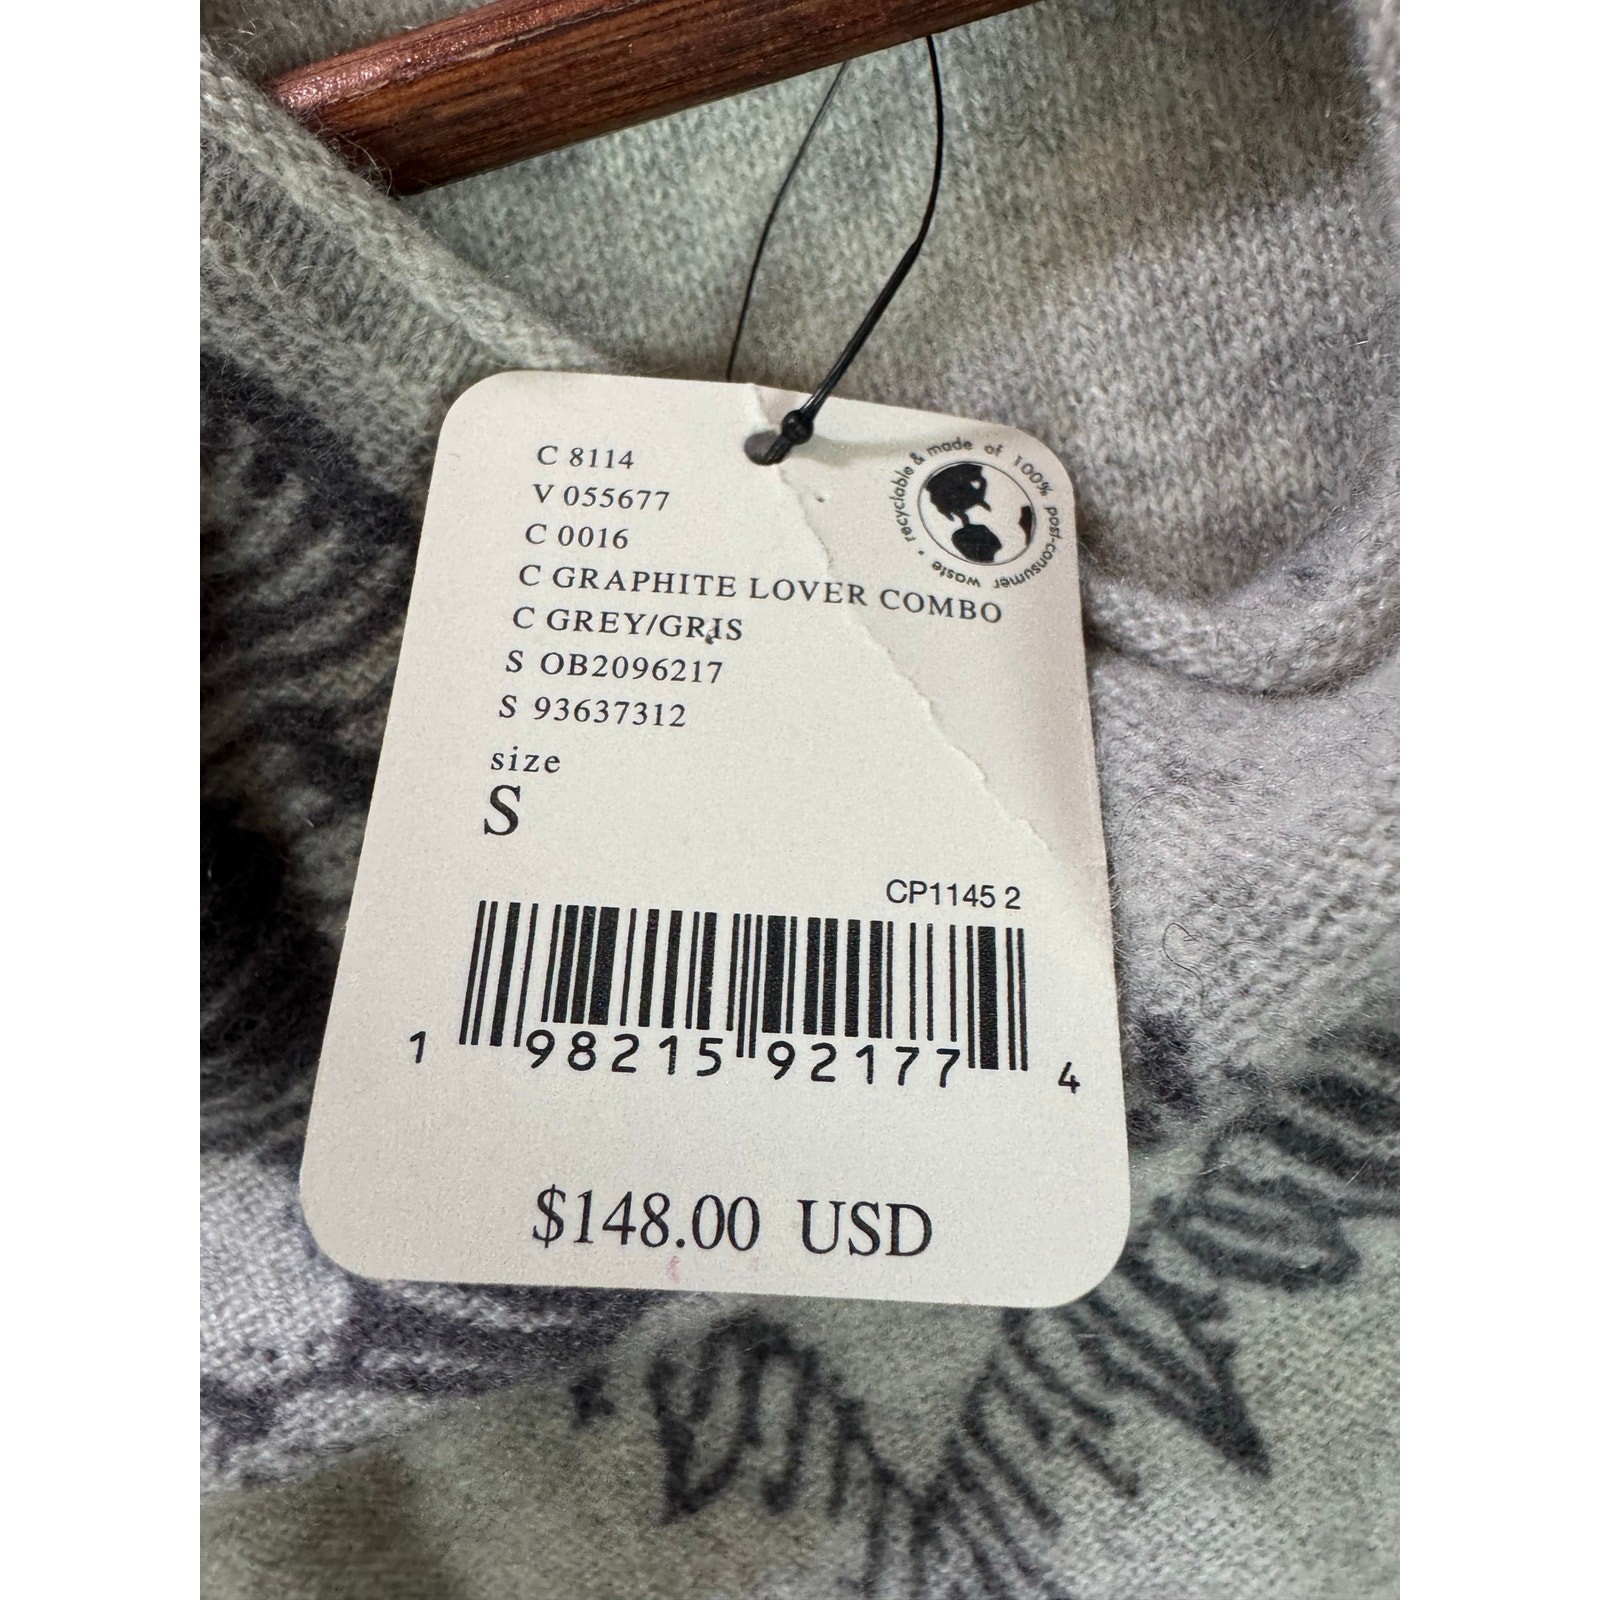 C 8114
V 055677
C 0016
C GRAPHITE LOVER COMBO
C GREY/GRIS
S OB2096217
S 93637312
size
S
recyclable & made of 100% post-consumer waste •
CP1145 2
1 98215 92177 4
$148.00 USD